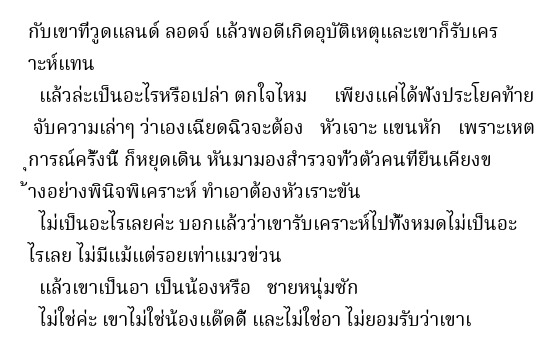 กับเขาที่วูดแลนด์ ลอดจ์ แล้วพอดีเกิดอุบัติเหตุและเขาก็รับเคร
าะห์แทน
แล้วล่ะเป็นอะไรหรือเปล่า ตกใจไหม เพียงแค่ได้ฟังประโยคท้าย
จับความเล่าๆ ว่าเองเฉียดฉิวจะต้อง หัวเจาะ แขนหัก เพราะเหต
ุการณ์ครั้งนี้ ก็หยุดเดิน หันมามองสำรวจทั่วตัวคนที่ยืนเคียงข
้างอย่างพินิจพิเคราะห์ ทำเอาต้องหัวเราะขัน
ไม่เป็นอะไรเลยค่ะ บอกแล้วว่าเขารับเคราะห์ไปทั้งหมดไม่เป็นอะ
ไรเลย ไม่มีแม้แต่รอยเท่าแมวข่วน
แล้วเขาเป็นอา เป็นน้องหรือ ชายหนุ่มซัก
ไม่ใช่ค่ะ เขาไม่ใช่น้องแด๊ดดี้ และไม่ใช่อา ไม่ยอมรับว่าเขาเ